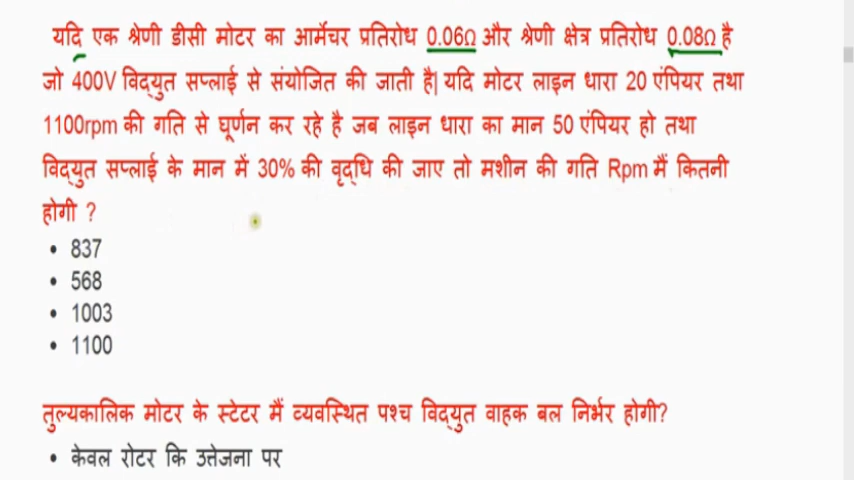 यदि एक श्रेणी डीसी मोटर का आर्मेचर प्रतिरोध 0.06Ω और श्रेणी क्षेत्र प्रतिरोध 0.08Ω है
जो 400V विद्युत सप्लाई से संयोजित की जाती है| यदि मोटर लाइन धारा 20 एंपियर तथा
1100rpm की गति से घूर्णन कर रहे है जब लाइन धारा का मान 50 एंपियर हो तथा
विद्युत सप्लाई के मान में 30% की वृद्धि की जाए तो मशीन की गति Rpm मैं कितनी
होगी ?
• 837
• 568
• 1003
• 1100
तुल्यकालिक मोटर के स्टेटर मैं व्यवस्थित पश्च विद्युत वाहक बल निर्भर होगी?
• केवल रोटर कि उत्तेजना पर